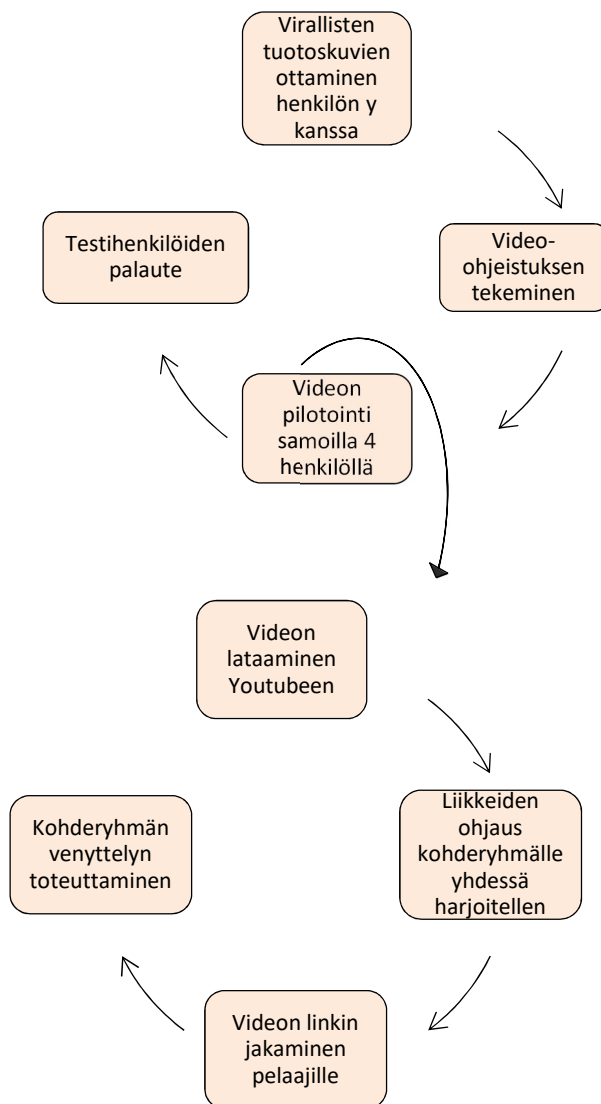 Virallisten
tuotoskuvien
ottaminen
henkilön y
kanssa
Video-
ohjeistuksen
tekeminen
Videon
pilotointi
samoilla 4
henkilöllä
Testihenkilöiden
palaute
Videon
lataaminen
Youtubeen
Liikkeiden
ohjaus
kohderyhmälle
yhdessä
harjoitellen
Videon linkin
jakaminen
pelaajille
Kohderyhmän
venyttelyn
toteuttaminen